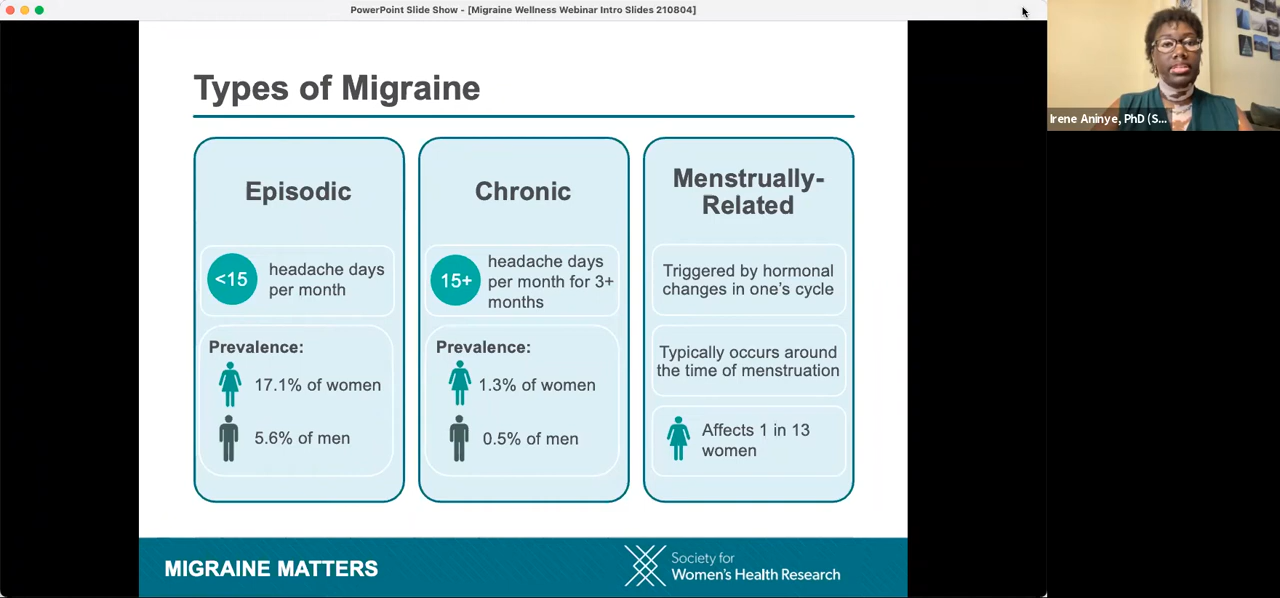 PowerPoint Slide Show - [Migraine Wellness Webinar Intro Slides 210804]
Irene Aninye, PhD (S...
Types of Migraine
Episodic
<15
headache days
per month
Prevalence:
17.1% of women
5.6% of men
Chronic
15+
headache days
per month for 3+
months
Prevalence:
1.3% of women
0.5% of men
Menstrually-
Related
Triggered by hormonal
changes in one's cycle
Typically occurs around
the time of menstruation
Affects 1 in 13
women
MIGRAINE MATTERS
Society for
Women's Health Research